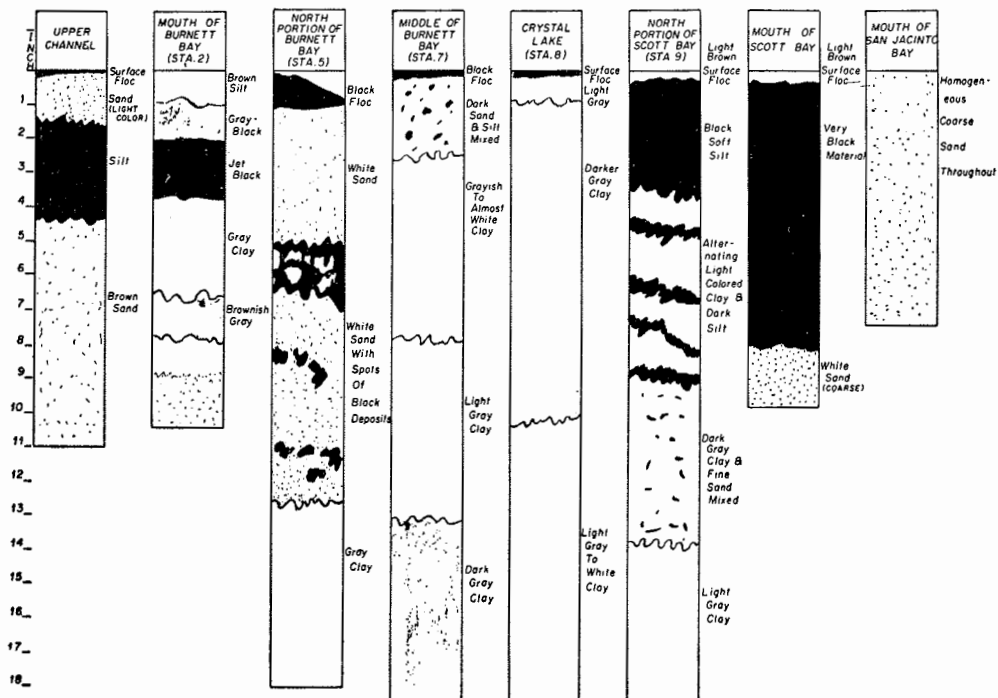 INCH
1
2
3
4
5
6
7
8
9
10
11
12
13
14
15
16
17
18
UPPER
CHANNEL
Surface
Floc
Sand
(LIGHT
COLOR)
Silt
Brown
Sand
MOUTH OF
BURNETT
BAY
(STA.2)
Brown
Silt
Gray-
Black
Jet
Black
Gray
Clay
Brownish
Gray
NORTH
PORTION OF
BURNETT BAY
(STA.5)
Black
Floc
White
Sand
White
Sand
With
Spots
Of
Black
Deposits
Gray
Clay
MIDDLE OF
BURNETT
BAY
(STA.7)
Black
Floc
Dark
Sand
& Silt
Mixed
Grayish
To
Almost
White
Clay
Light
Gray
Clay
Dark
Gray
Clay
CRYSTAL
LAKE
(STA.8)
Surface
Floc
Light
Gray
Darker
Gray
Clay
Light
Gray
To
White
Clay
NORTH
PORTION OF
SCOTT BAY
(STA 9)
Light
Brown
Surface
Floc
Black
Soft
Silt
Alter-
nating
Light
Colored
Clay &
Dark
Silt
Dark
Gray
Clay &
Fine
Sand
Mixed
Light
Gray
Clay
MOUTH OF
SCOTT BAY
Light
Brown
Surface
Floc
Very
Black
Material
White
Sand
(COARSE)
MOUTH OF
SAN JACINTO
BAY
Homogen-
eous
Coarse
Sand
Throughout